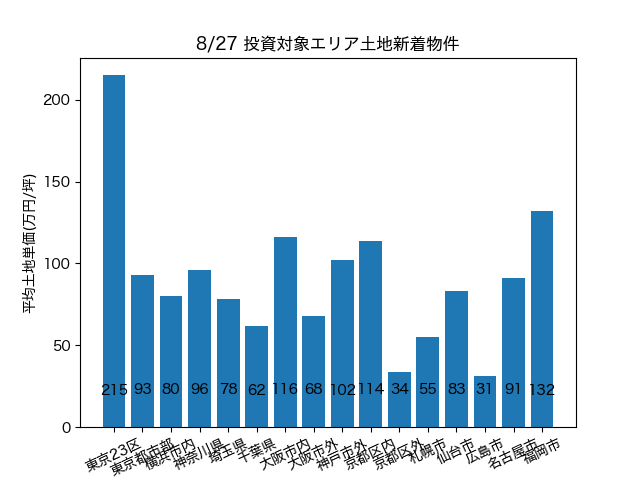 8/27 投資対象エリア土地新着物件
平均土地単価(万円/坪)
200
150
100
50
0
215 93 80 96 78 62 116 68 102 114 34 55 83 31 91 132
東京23区
東京都市部
横浜市内
神奈川県
埼玉県
千葉県
大阪市内
大阪市外
神戸市外
京都区内
京都区外
札幌市
仙台市
広島市
名古屋市
福岡市